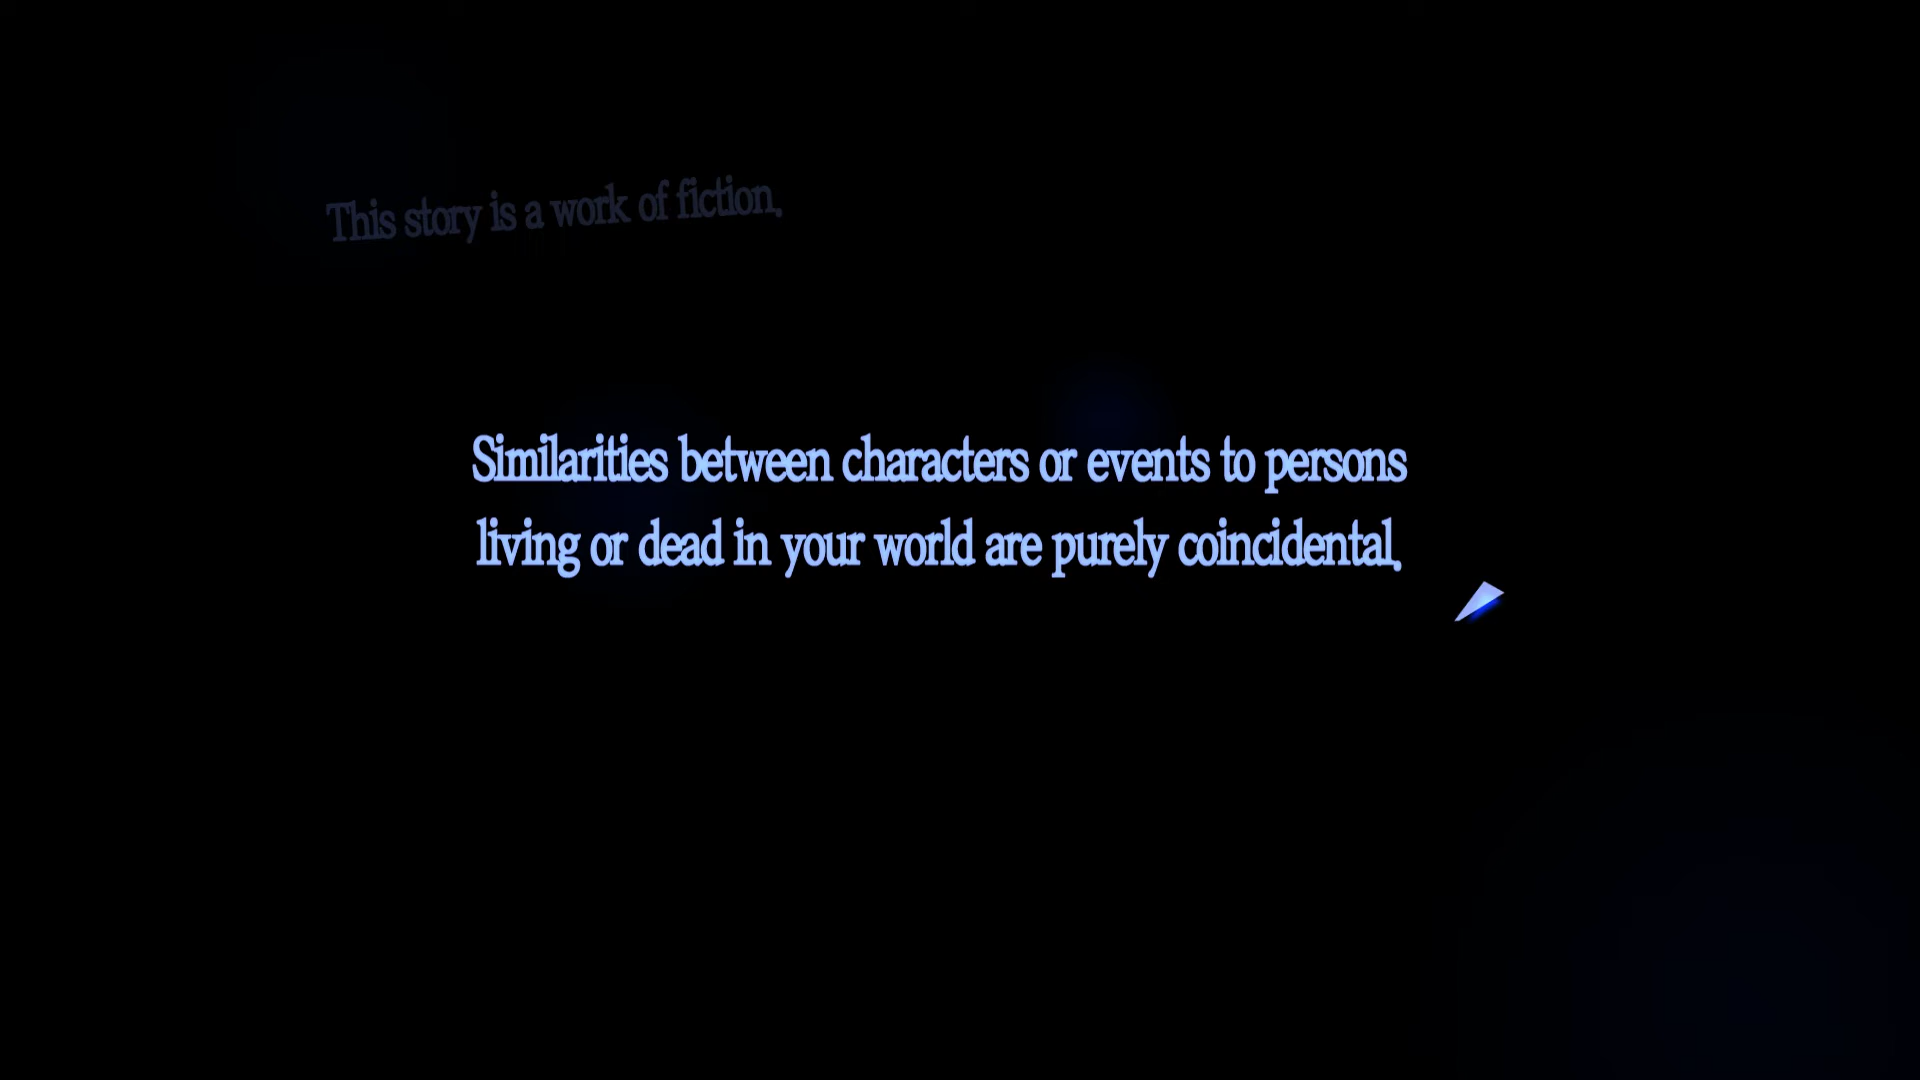 This story is a work of fiction.
Similarities between characters or events to persons
living or dead in your world are purely coincidental.